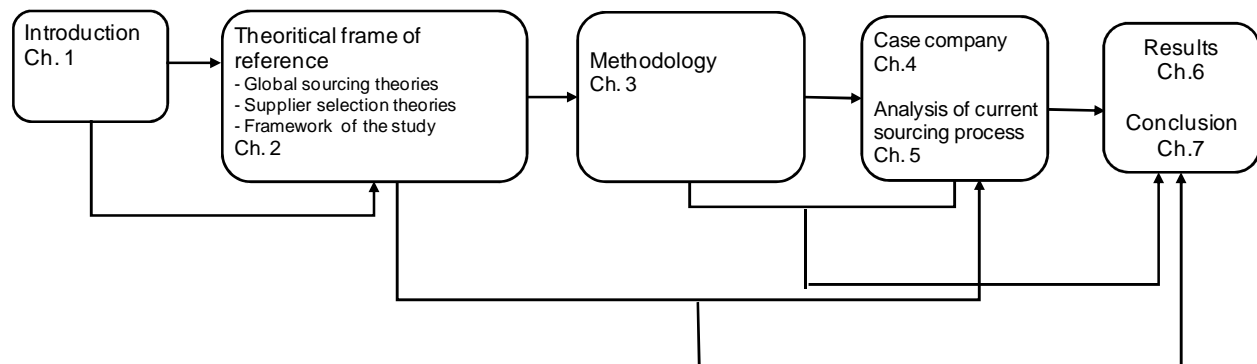 Introduction
Ch. 1
Theoritical frame of
reference
- Global sourcing theories
- Supplier selection theories
- Framework of the study
Ch. 2
Methodology
Ch. 3
Case company
Ch.4
Analysis of current
sourcing process
Ch. 5
Results
Ch.6
Conclusion
Ch.7